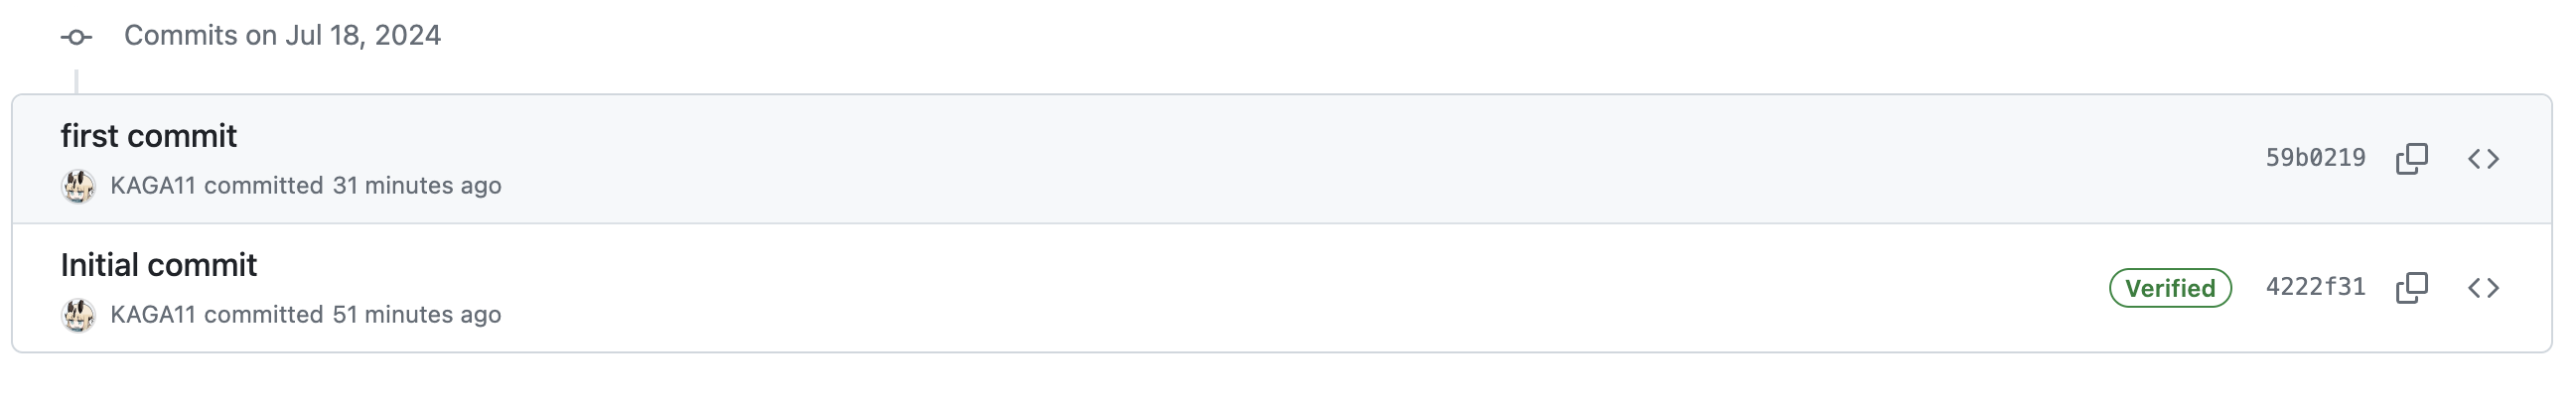 Commits on Jul 18, 2024
first commit
59b0219
KAGA11 committed 31 minutes ago
Initial commit
Verified 4222f31
KAGA11 committed 51 minutes ago